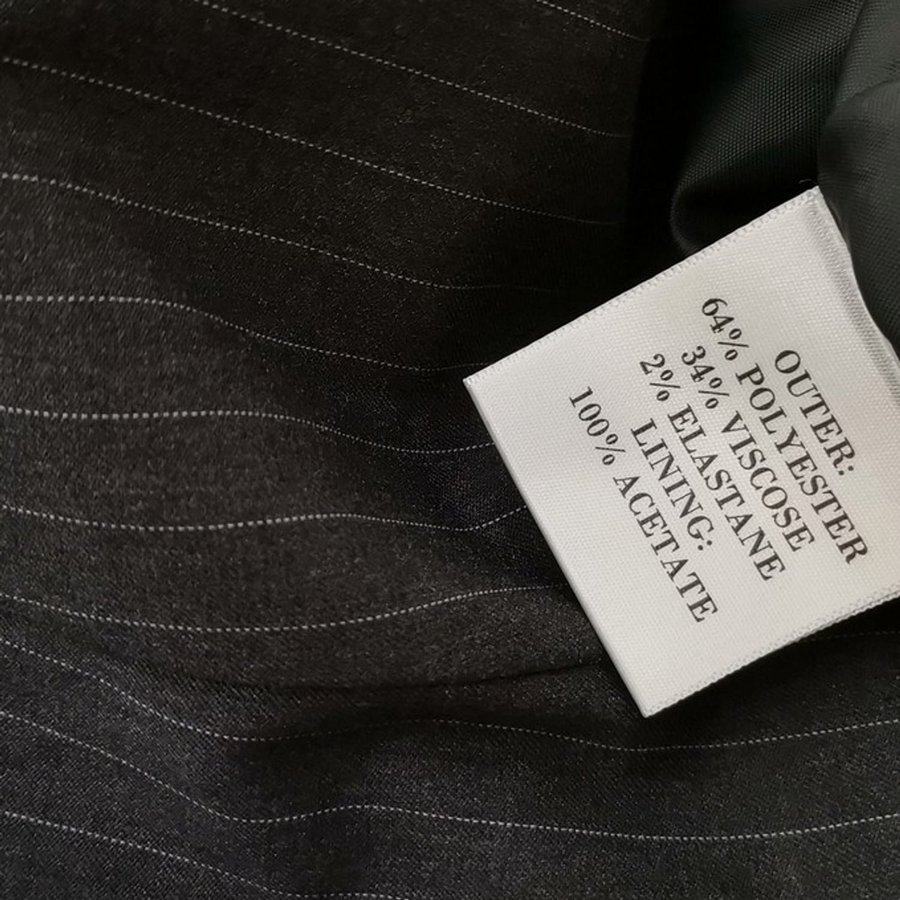 OUTER:
64% POLYESTER
34% VISCOSE
2% ELASTANE
LINING:
100% ACETATE